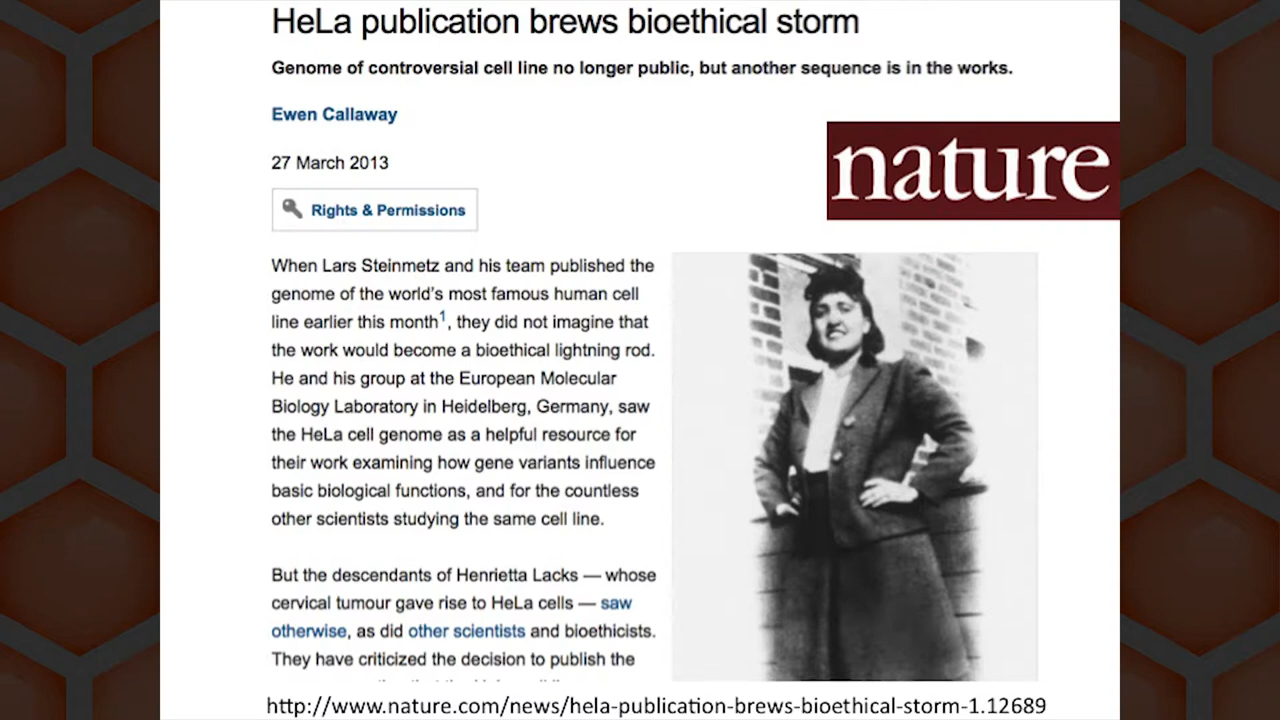 HeLa publication brews bioethical storm
Genome of controversial cell line no longer public, but another sequence is in the works.
Ewen Callaway
27 March 2013
nature
Rights & Permissions
When Lars Steinmetz and his team published the
genome of the world's most famous human cell
line earlier this month1, they did not imagine that
the work would become a bioethical lightning rod.
He and his group at the European Molecular
Biology Laboratory in Heidelberg, Germany, saw
the HeLa cell genome as a helpful resource for
their work examining how gene variants influence
basic biological functions, and for the countless
other scientists studying the same cell line.
But the descendants of Henrietta Lacks — whose
cervical tumour gave rise to HeLa cells — saw
otherwise, as did other scientists and bioethicists.
They have criticized the decision to publish the
http://www.nature.com/news/hela-publication-brews-bioethical-storm-1.12689